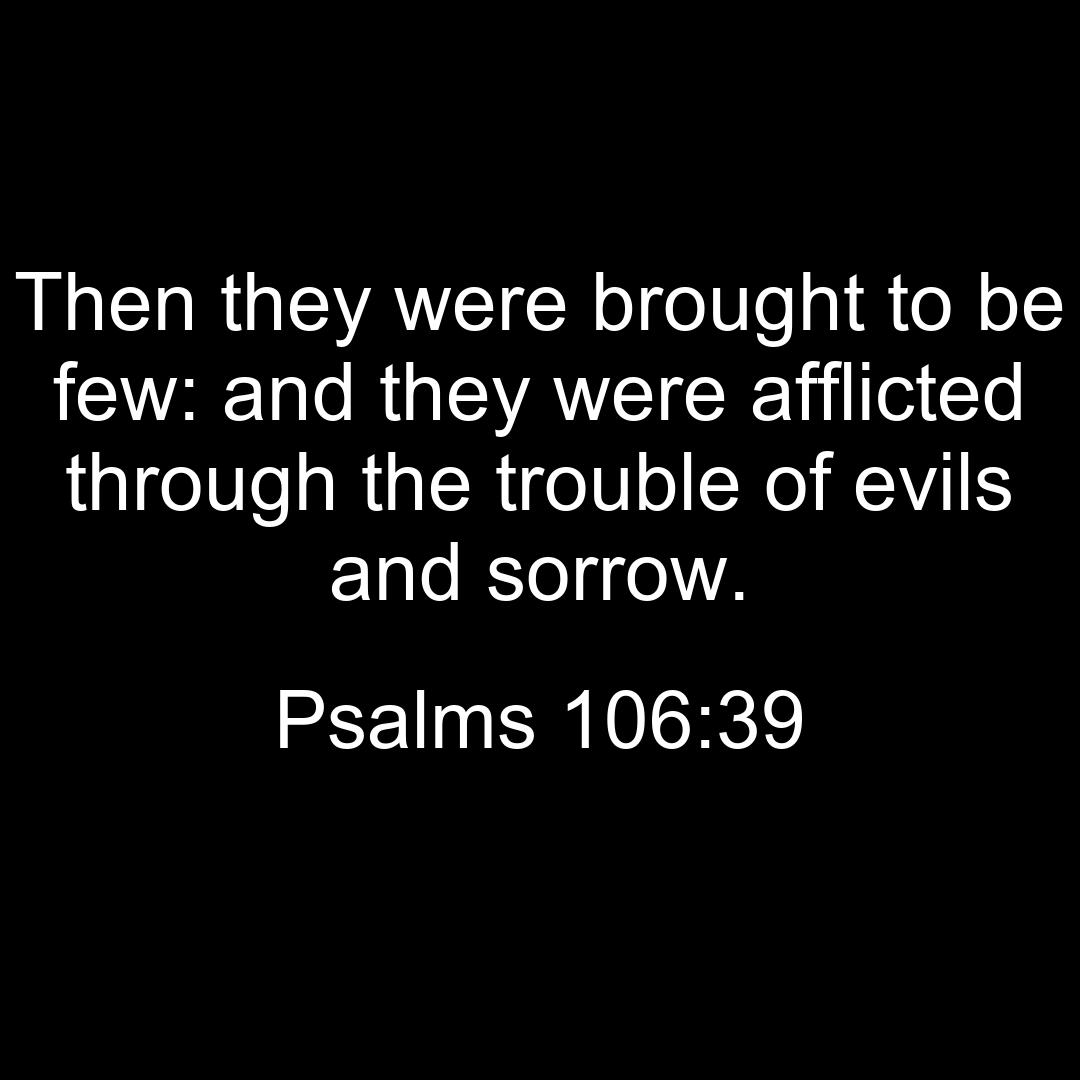 Then they were brought to be
few: and they were afflicted
through the trouble of evils
and sorrow.
Psalms 106:39